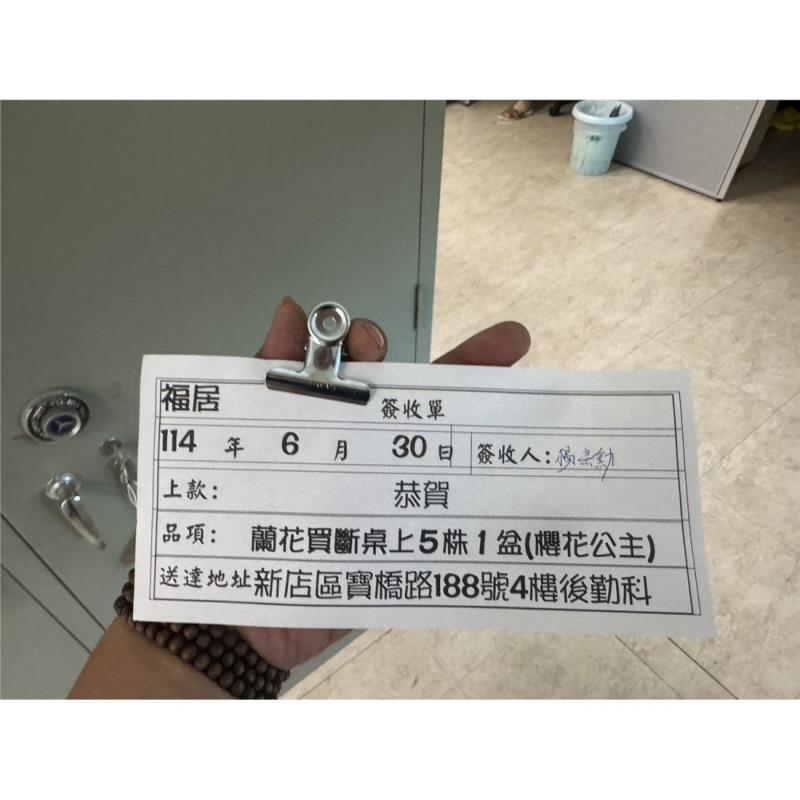 福居 簽收單
114 年 6 月 30 日 簽收人:
上款: 恭賀
品項: 蘭花買斷桌上5株1盆(櫻花公主)
送達地址新店區寶橋路188號4樓後勤科